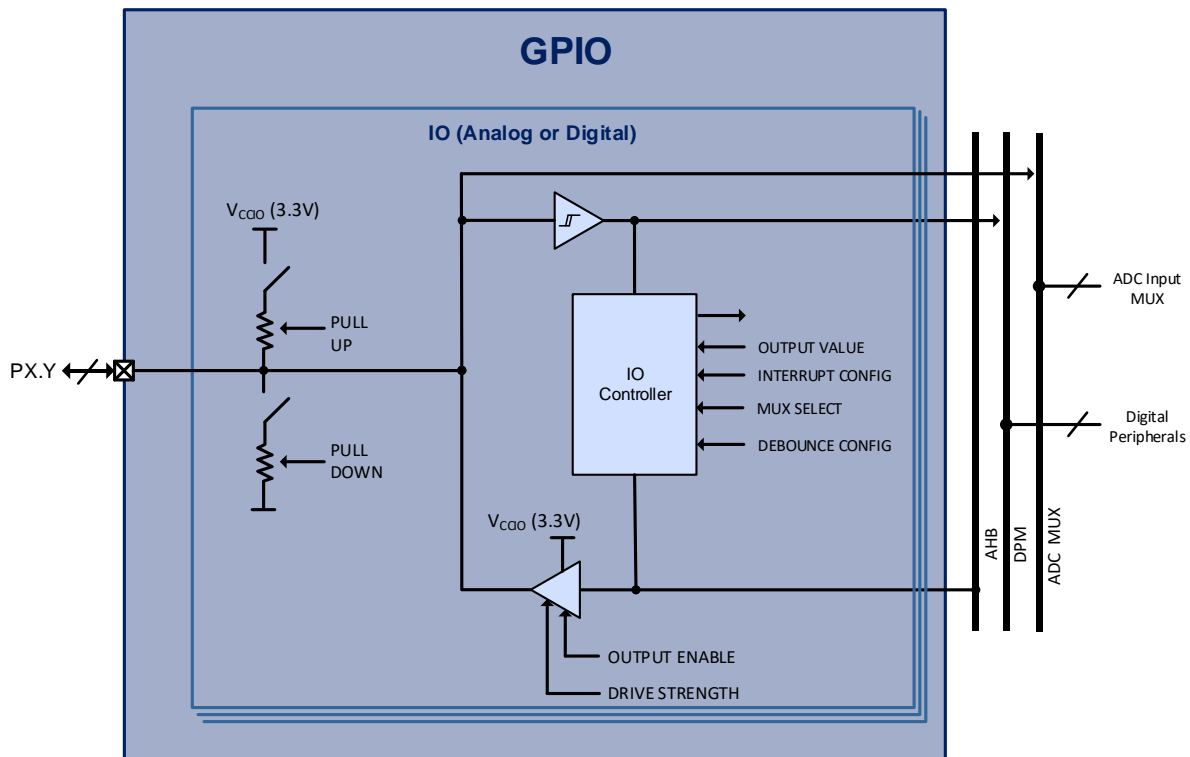 GPIO
IO (Analog or Digital)
VCCIO (3.3V)
PULL
UP
PX.Y
PULL
DOWN
IO
Controller
OUTPUT VALUE
INTERRUPT CONFIG
MUX SELECT
DEBOUNCE CONFIG
VCCIO (3.3V)
OUTPUT ENABLE
DRIVE STRENGTH
AHB
DPM
ADC MUX
ADC Input
MUX
Digital
Peripherals